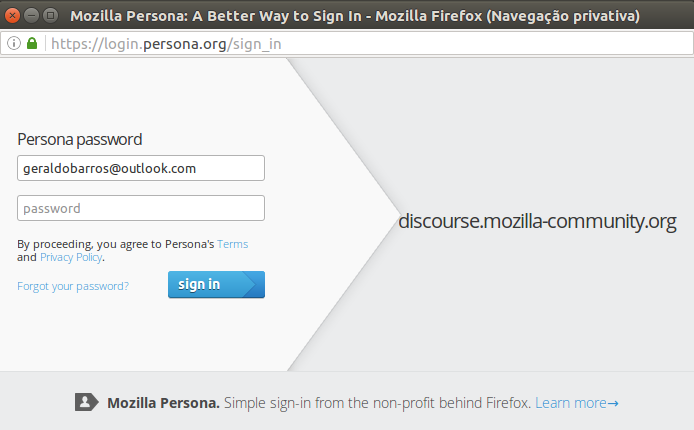 Mozilla Persona: A Better Way to Sign In - Mozilla Firefox (Navegação privativa)
https://login.persona.org/sign_in
Persona password
geraldobarros@outlook.com
password
By proceeding, you agree to Persona's Terms
and Privacy Policy.
Forgot your password?
sign in
discourse.mozilla-community.org
Mozilla Persona. Simple sign-in from the non-profit behind Firefox. Learn more→